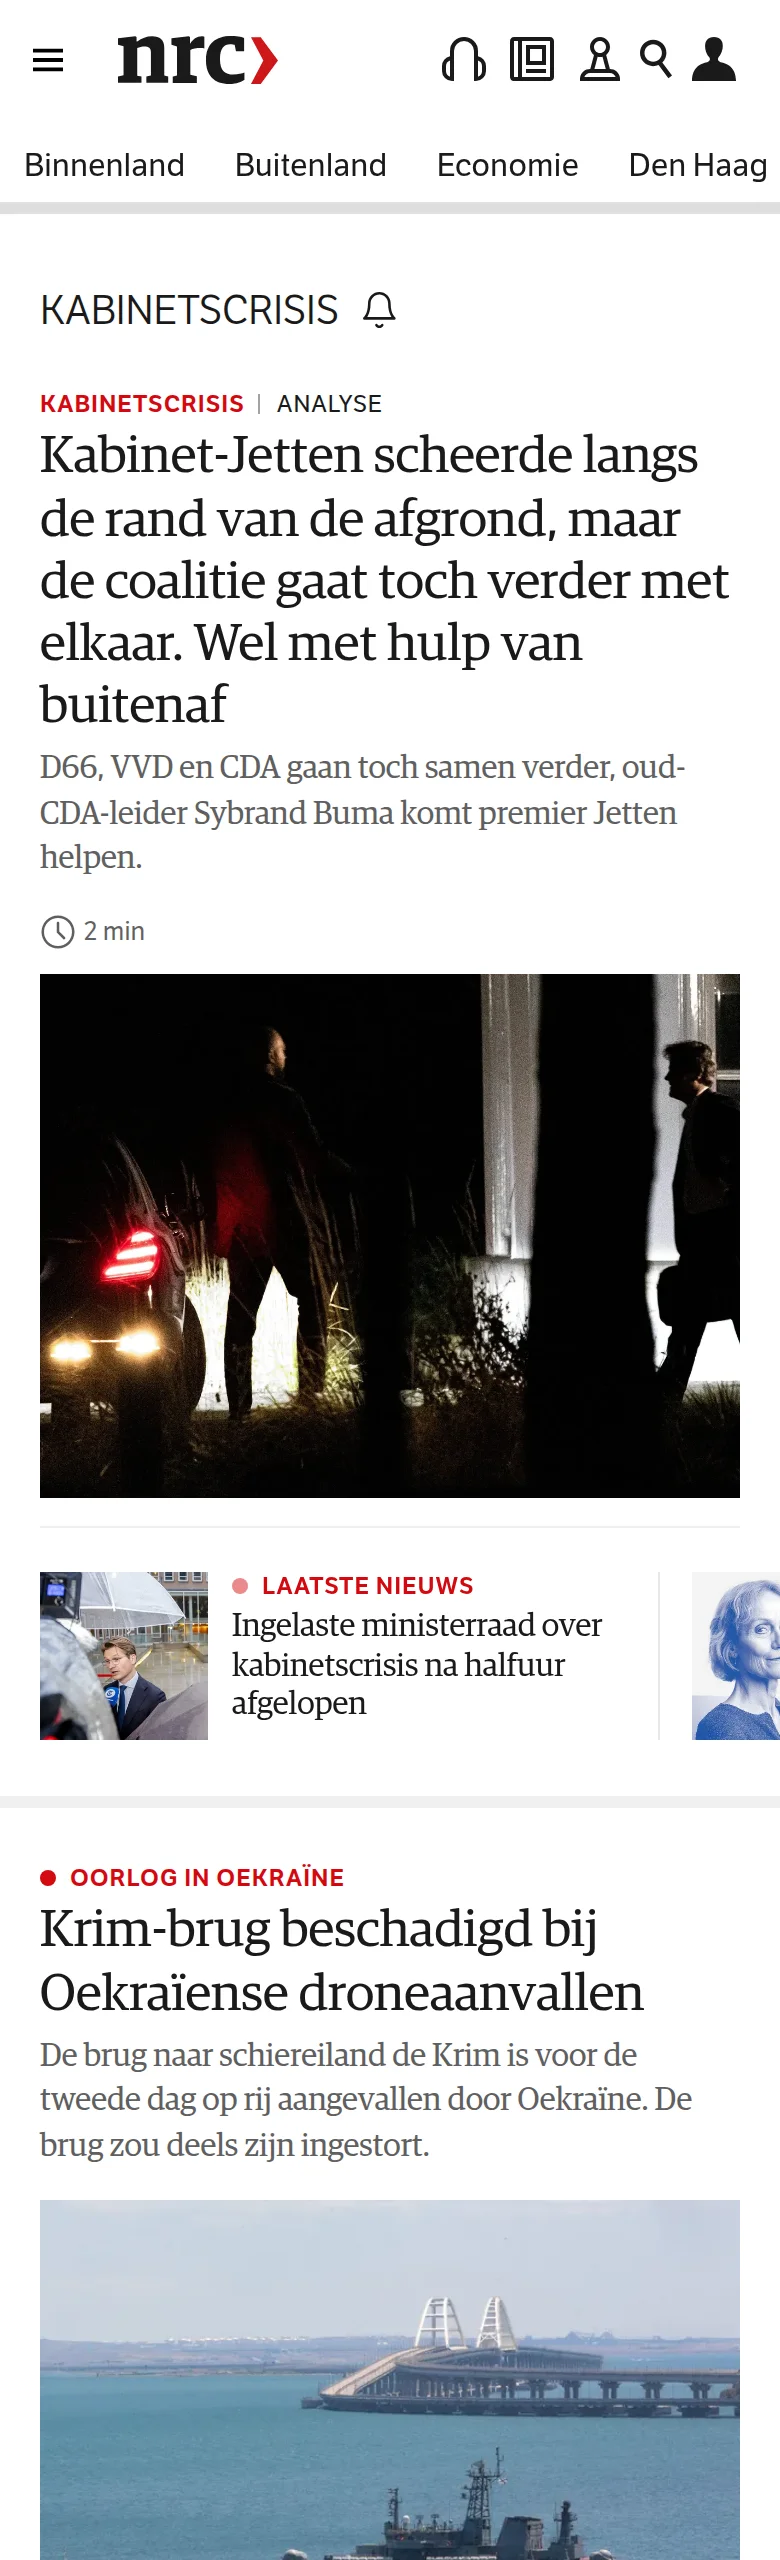 nrc
Binnenland Buitenland Economie Den Haag
KABINETSCRISIS
KABINETSCRISIS | ANALYSE
Kabinet-Jetten scheerde langs
de rand van de afgrond, maar
de coalitie gaat toch verder met
elkaar. Wel met hulp van
buitenaf
D66, VVD en CDA gaan toch samen verder, oud-
CDA-leider Sybrand Buma komt premier Jetten
helpen.
2 min
LAATSTE NIEUWS
Ingelaste ministerraad over
kabinetscrisis na halfuur
afgelopen
OORLOG IN OEKRAÏNE
Krim-brug beschadigd bij
Oekraïense droneaanvallen
De brug naar schiereiland de Krim is voor de
tweede dag op rij aangevallen door Oekraïne. De
brug zou deels zijn ingestort.